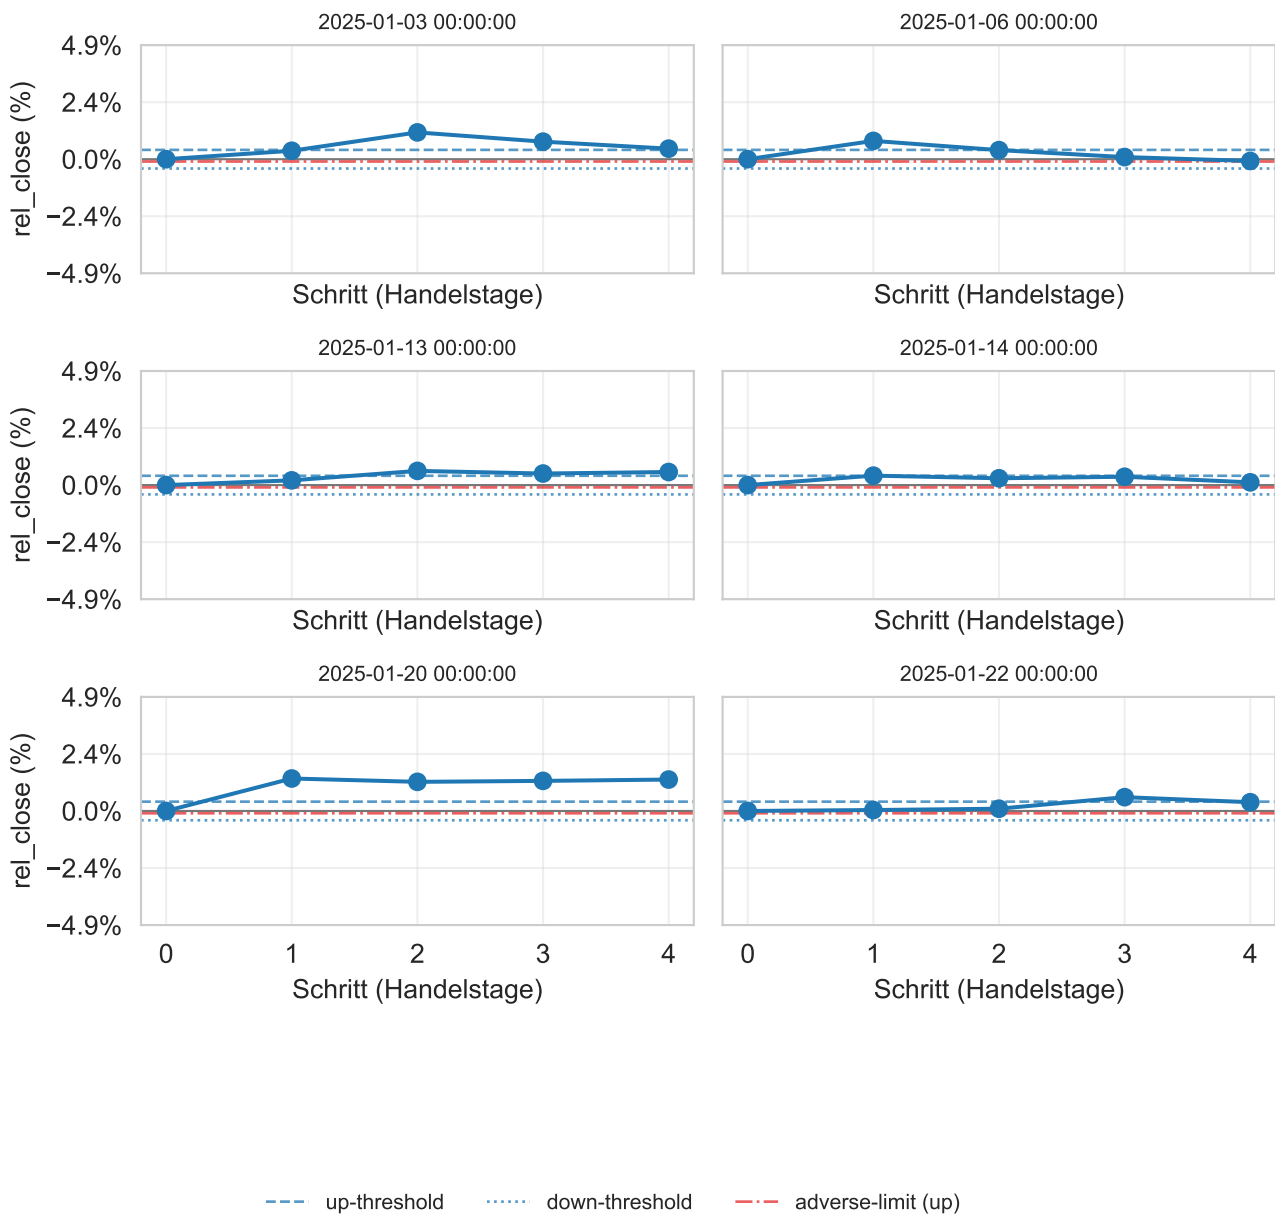 2025-01-03 00:00:00
2025-01-06 00:00:00
4.9%
2.4%
0.0%
−2.4%
−4.9%
rel_close (%)
Schritt (Handelstage)
Schritt (Handelstage)
2025-01-13 00:00:00
2025-01-14 00:00:00
4.9%
2.4%
0.0%
−2.4%
−4.9%
rel_close (%)
Schritt (Handelstage)
Schritt (Handelstage)
2025-01-20 00:00:00
2025-01-22 00:00:00
4.9%
2.4%
0.0%
−2.4%
−4.9%
rel_close (%)
0 1 2 3 4
0 1 2 3 4
Schritt (Handelstage)
Schritt (Handelstage)
up-threshold down-threshold adverse-limit (up)